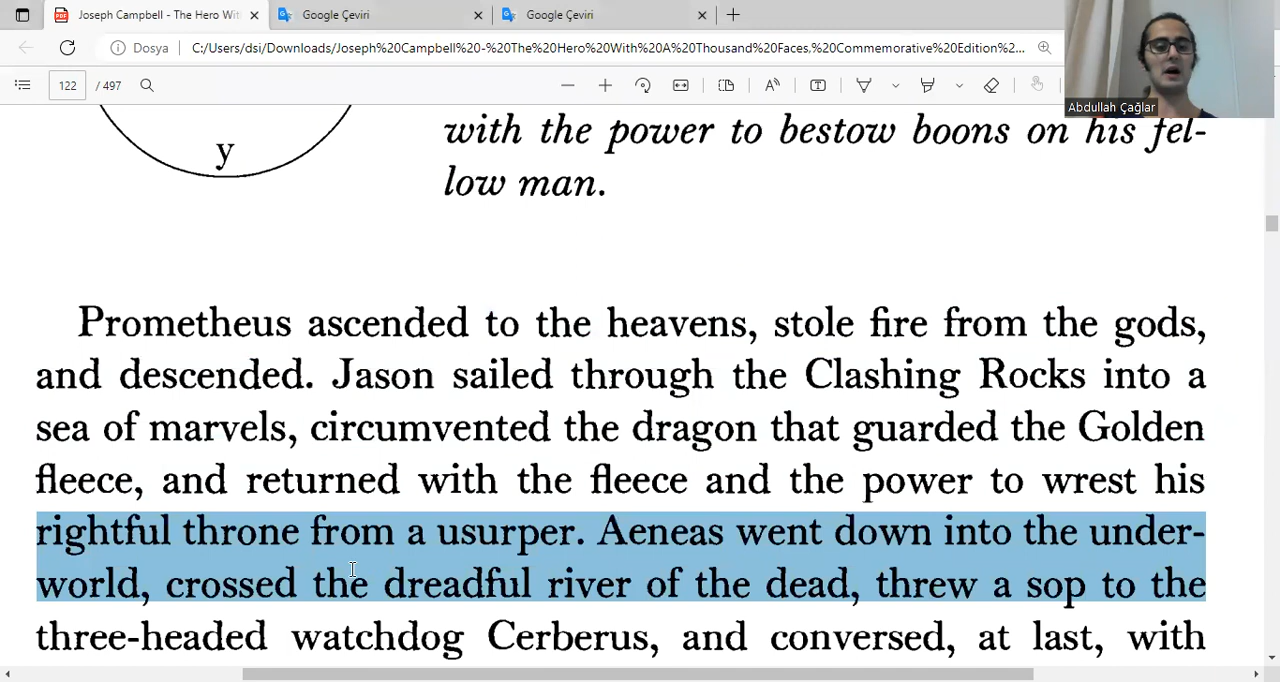 Joseph Campbell - The Hero Wit
Google Çeviri
Google Çeviri
Dosya
C:/Users/dsi/Downloads/Joseph%20Campbell%20-%20The%20Hero%20With%20A%20Thousand%20Faces,%20Commemorative%20Edition%20...
122 / 497
Abdullah Çağlar
y
with the power to bestow boons on his fel-
low man.
Prometheus ascended to the heavens, stole fire from the gods,
and descended. Jason sailed through the Clashing Rocks into a
sea of marvels, circumvented the dragon that guarded the Golden
fleece, and returned with the fleece and the power to wrest his
rightful throne from a usurper. Aeneas went down into the under-
world, crossed the dreadful river of the dead, threw a sop to the
three-headed watchdog Cerberus, and conversed, at last, with